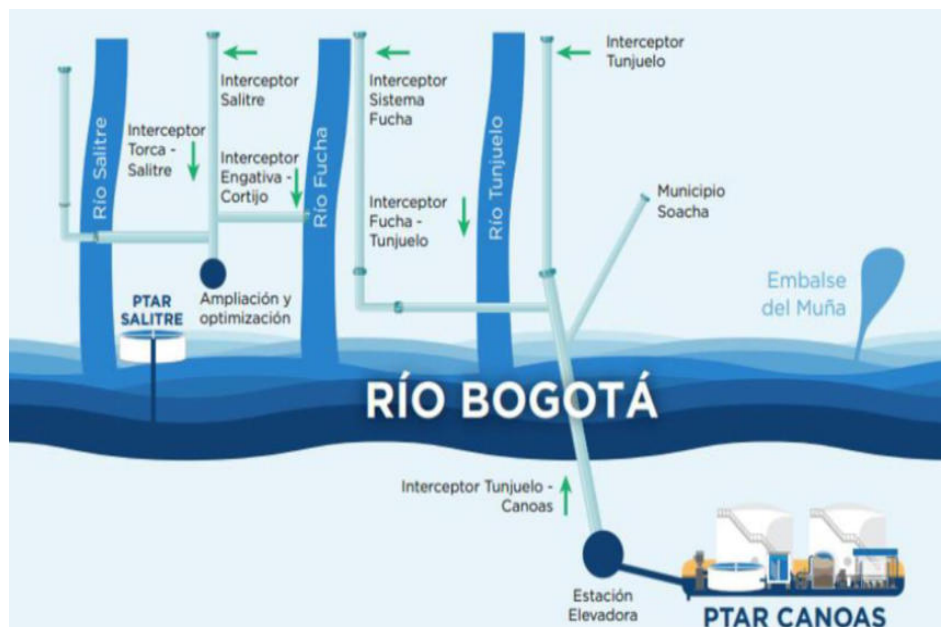 Río Salitre
Interceptor
Torca -
Salitre
Interceptor
Salitre
Interceptor
Engativa -
Cortijo
Río Fucha
Interceptor
Sistema
Fucha
Interceptor
Fucha -
Tunjuelo
Río Tunjuelo
Interceptor
Tunjuelo
Municipio
Soacha
Embalse
del Muña
PTAR
SALITRE
Ampliación y
optimización
RÍO BOGOTÁ
Interceptor Tunjuelo -
Canoas
Estación
Elevadora
PTAR CANOAS